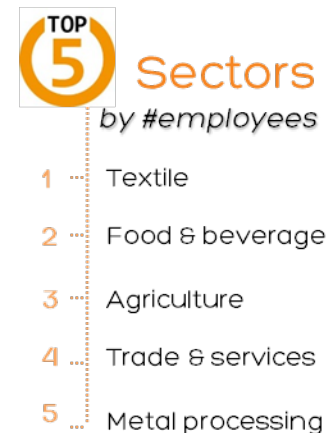 TOP
5
Sectors
by #employees
1 Textile
2 Food & beverage
3 Agriculture
4 Trade & services
5 Metal processing